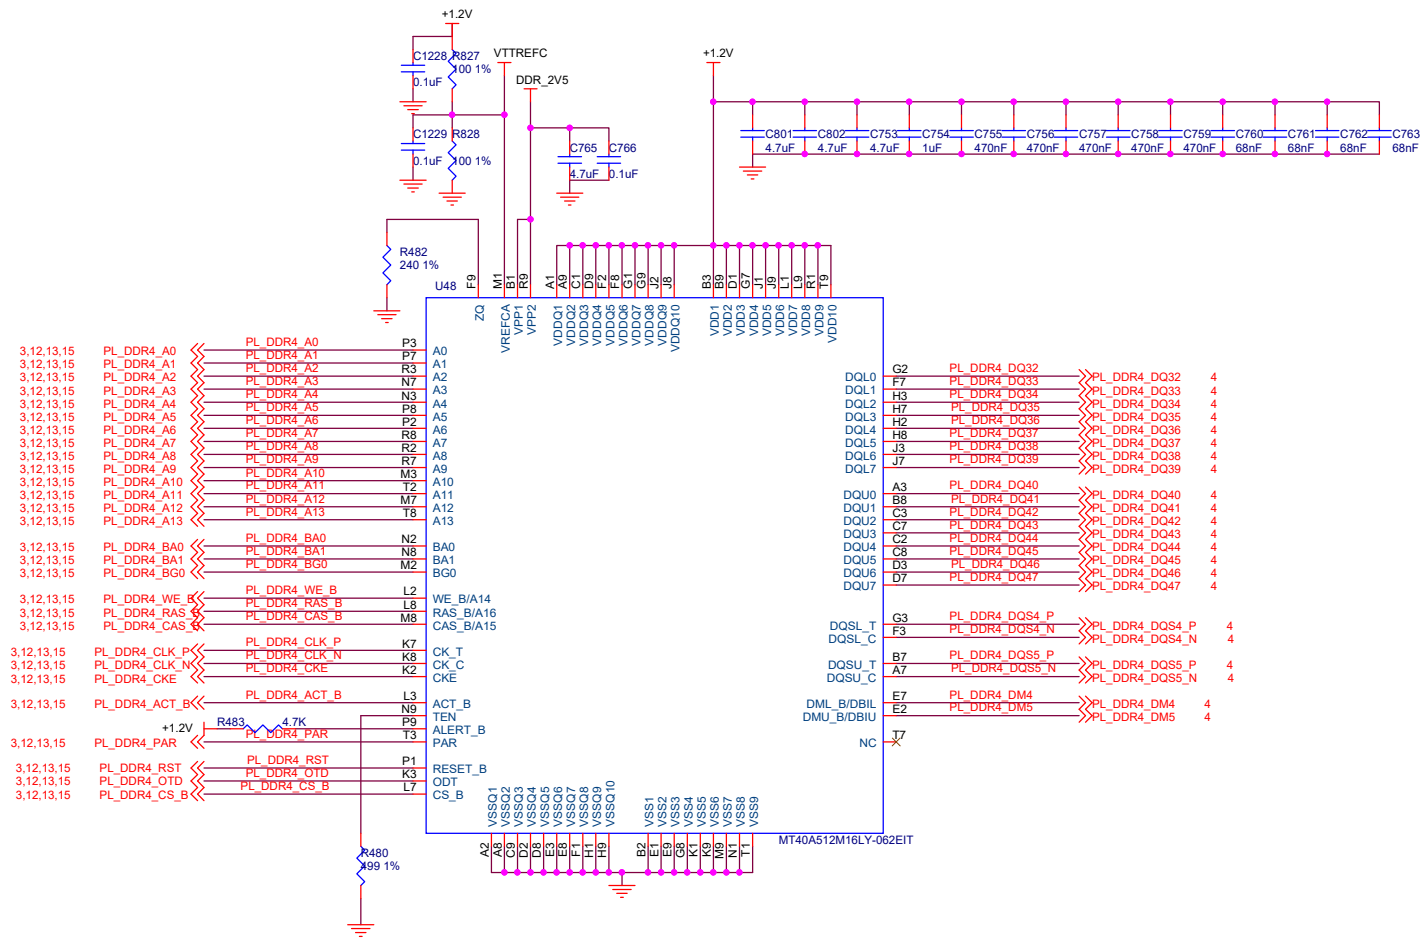 +1.2V
C1228
0.1uF
R827
100 1%
VTTREFC
DDR_2V5
+1.2V
C1229
0.1uF
R828
100 1%
C765
4.7uF
C766
0.1uF
C801
4.7uF
C802
4.7uF
C753
4.7uF
C754
1uF
C755
470nF
C756
470nF
C757
470nF
C758
470nF
C759
470nF
C760
68nF
C761
68nF
C762
68nF
C763
68nF
R482
240 1%
U48
F9 M1 B1 R9 A1 A9 C1 D9 F2 F8 G1 G9 J2 J8 B3 B9 D1 G7 J1 J9 L1 L9 R1 T9
ZQ VREFCA VPP1 VPP2 VDDQ1 VDDQ2 VDDQ3 VDDQ4 VDDQ5 VDDQ6 VDDQ7 VDDQ8 VDDQ9 VDDQ10 VDD1 VDD2 VDD3 VDD4 VDD5 VDD6 VDD7 VDD8 VDD9 VDD10
3,12,13,15 PL_DDR4_A0 PL_DDR4_A0 P3 A0
3,12,13,15 PL_DDR4_A1 PL_DDR4_A1 P7 A1
3,12,13,15 PL_DDR4_A2 PL_DDR4_A2 R3 A2
3,12,13,15 PL_DDR4_A3 PL_DDR4_A3 N7 A3
3,12,13,15 PL_DDR4_A4 PL_DDR4_A4 N3 A4
3,12,13,15 PL_DDR4_A5 PL_DDR4_A5 P8 A5
3,12,13,15 PL_DDR4_A6 PL_DDR4_A6 P2 A6
3,12,13,15 PL_DDR4_A7 PL_DDR4_A7 R8 A7
3,12,13,15 PL_DDR4_A8 PL_DDR4_A8 R2 A8
3,12,13,15 PL_DDR4_A9 PL_DDR4_A9 R7 A9
3,12,13,15 PL_DDR4_A10 PL_DDR4_A10 M3 A10
3,12,13,15 PL_DDR4_A11 PL_DDR4_A11 T2 A11
3,12,13,15 PL_DDR4_A12 PL_DDR4_A12 M7 A12
3,12,13,15 PL_DDR4_A13 PL_DDR4_A13 T8 A13
3,12,13,15 PL_DDR4_BA0 PL_DDR4_BA0 N2 BA0
3,12,13,15 PL_DDR4_BA1 PL_DDR4_BA1 N8 BA1
3,12,13,15 PL_DDR4_BG0 PL_DDR4_BG0 M2 BG0
3,12,13,15 PL_DDR4_WE_B PL_DDR4_WE_B L2 WE_B/A14
3,12,13,15 PL_DDR4_RAS_B PL_DDR4_RAS_B L8 RAS_B/A16
3,12,13,15 PL_DDR4_CAS_B PL_DDR4_CAS_B M8 CAS_B/A15
3,12,13,15 PL_DDR4_CLK_P PL_DDR4_CLK_P K7 CK_T
3,12,13,15 PL_DDR4_CLK_N PL_DDR4_CLK_N K8 CK_C
3,12,13,15 PL_DDR4_CKE PL_DDR4_CKE K2 CKE
3,12,13,15 PL_DDR4_ACT_B PL_DDR4_ACT_B L3 ACT_B
N9 TEN
+1.2V R483 4.7K P9 ALERT_B
3,12,13,15 PL_DDR4_PAR PL_DDR4_PAR T3 PAR
3,12,13,15 PL_DDR4_RST PL_DDR4_RST P1 RESET_B
3,12,13,15 PL_DDR4_OTD PL_DDR4_OTD K3 ODT
3,12,13,15 PL_DDR4_CS_B PL_DDR4_CS_B L7 CS_B
DQL0 G2 PL_DDR4_DQ32 PL_DDR4_DQ32 4
DQL1 F7 PL_DDR4_DQ33 PL_DDR4_DQ33 4
DQL2 H3 PL_DDR4_DQ34 PL_DDR4_DQ34 4
DQL3 H7 PL_DDR4_DQ35 PL_DDR4_DQ35 4
DQL4 H2 PL_DDR4_DQ36 PL_DDR4_DQ36 4
DQL5 H8 PL_DDR4_DQ37 PL_DDR4_DQ37 4
DQL6 J3 PL_DDR4_DQ38 PL_DDR4_DQ38 4
DQL7 J7 PL_DDR4_DQ39 PL_DDR4_DQ39 4
DQU0 A3 PL_DDR4_DQ40 PL_DDR4_DQ40 4
DQU1 B8 PL_DDR4_DQ41 PL_DDR4_DQ41 4
DQU2 C3 PL_DDR4_DQ42 PL_DDR4_DQ42 4
DQU3 C7 PL_DDR4_DQ43 PL_DDR4_DQ43 4
DQU4 C2 PL_DDR4_DQ44 PL_DDR4_DQ44 4
DQU5 C8 PL_DDR4_DQ45 PL_DDR4_DQ45 4
DQU6 D3 PL_DDR4_DQ46 PL_DDR4_DQ46 4
DQU7 D7 PL_DDR4_DQ47 PL_DDR4_DQ47 4
DQSL_T G3 PL_DDR4_DQS4_P PL_DDR4_DQS4_P 4
DQSL_C F3 PL_DDR4_DQS4_N PL_DDR4_DQS4_N 4
DQSU_T B7 PL_DDR4_DQS5_P PL_DDR4_DQS5_P 4
DQSU_C A7 PL_DDR4_DQS5_N PL_DDR4_DQS5_N 4
DML_B/DBIL E7 PL_DDR4_DM4 PL_DDR4_DM4 4
DMU_B/DBIU E2 PL_DDR4_DM5 PL_DDR4_DM5 4
NC T7
VSSQ1 VSSQ2 VSSQ3 VSSQ4 VSSQ5 VSSQ6 VSSQ7 VSSQ8 VSSQ9 VSSQ10 VSS1 VSS2 VSS3 VSS4 VSS5 VSS6 VSS7 VSS8 VSS9
A2 A8 C9 D2 D8 E3 E8 F1 H1 H9 B2 E1 E9 G8 K1 K9 M9 N1 T1
MT40A512M16LY-062EIT
R480
499 1%